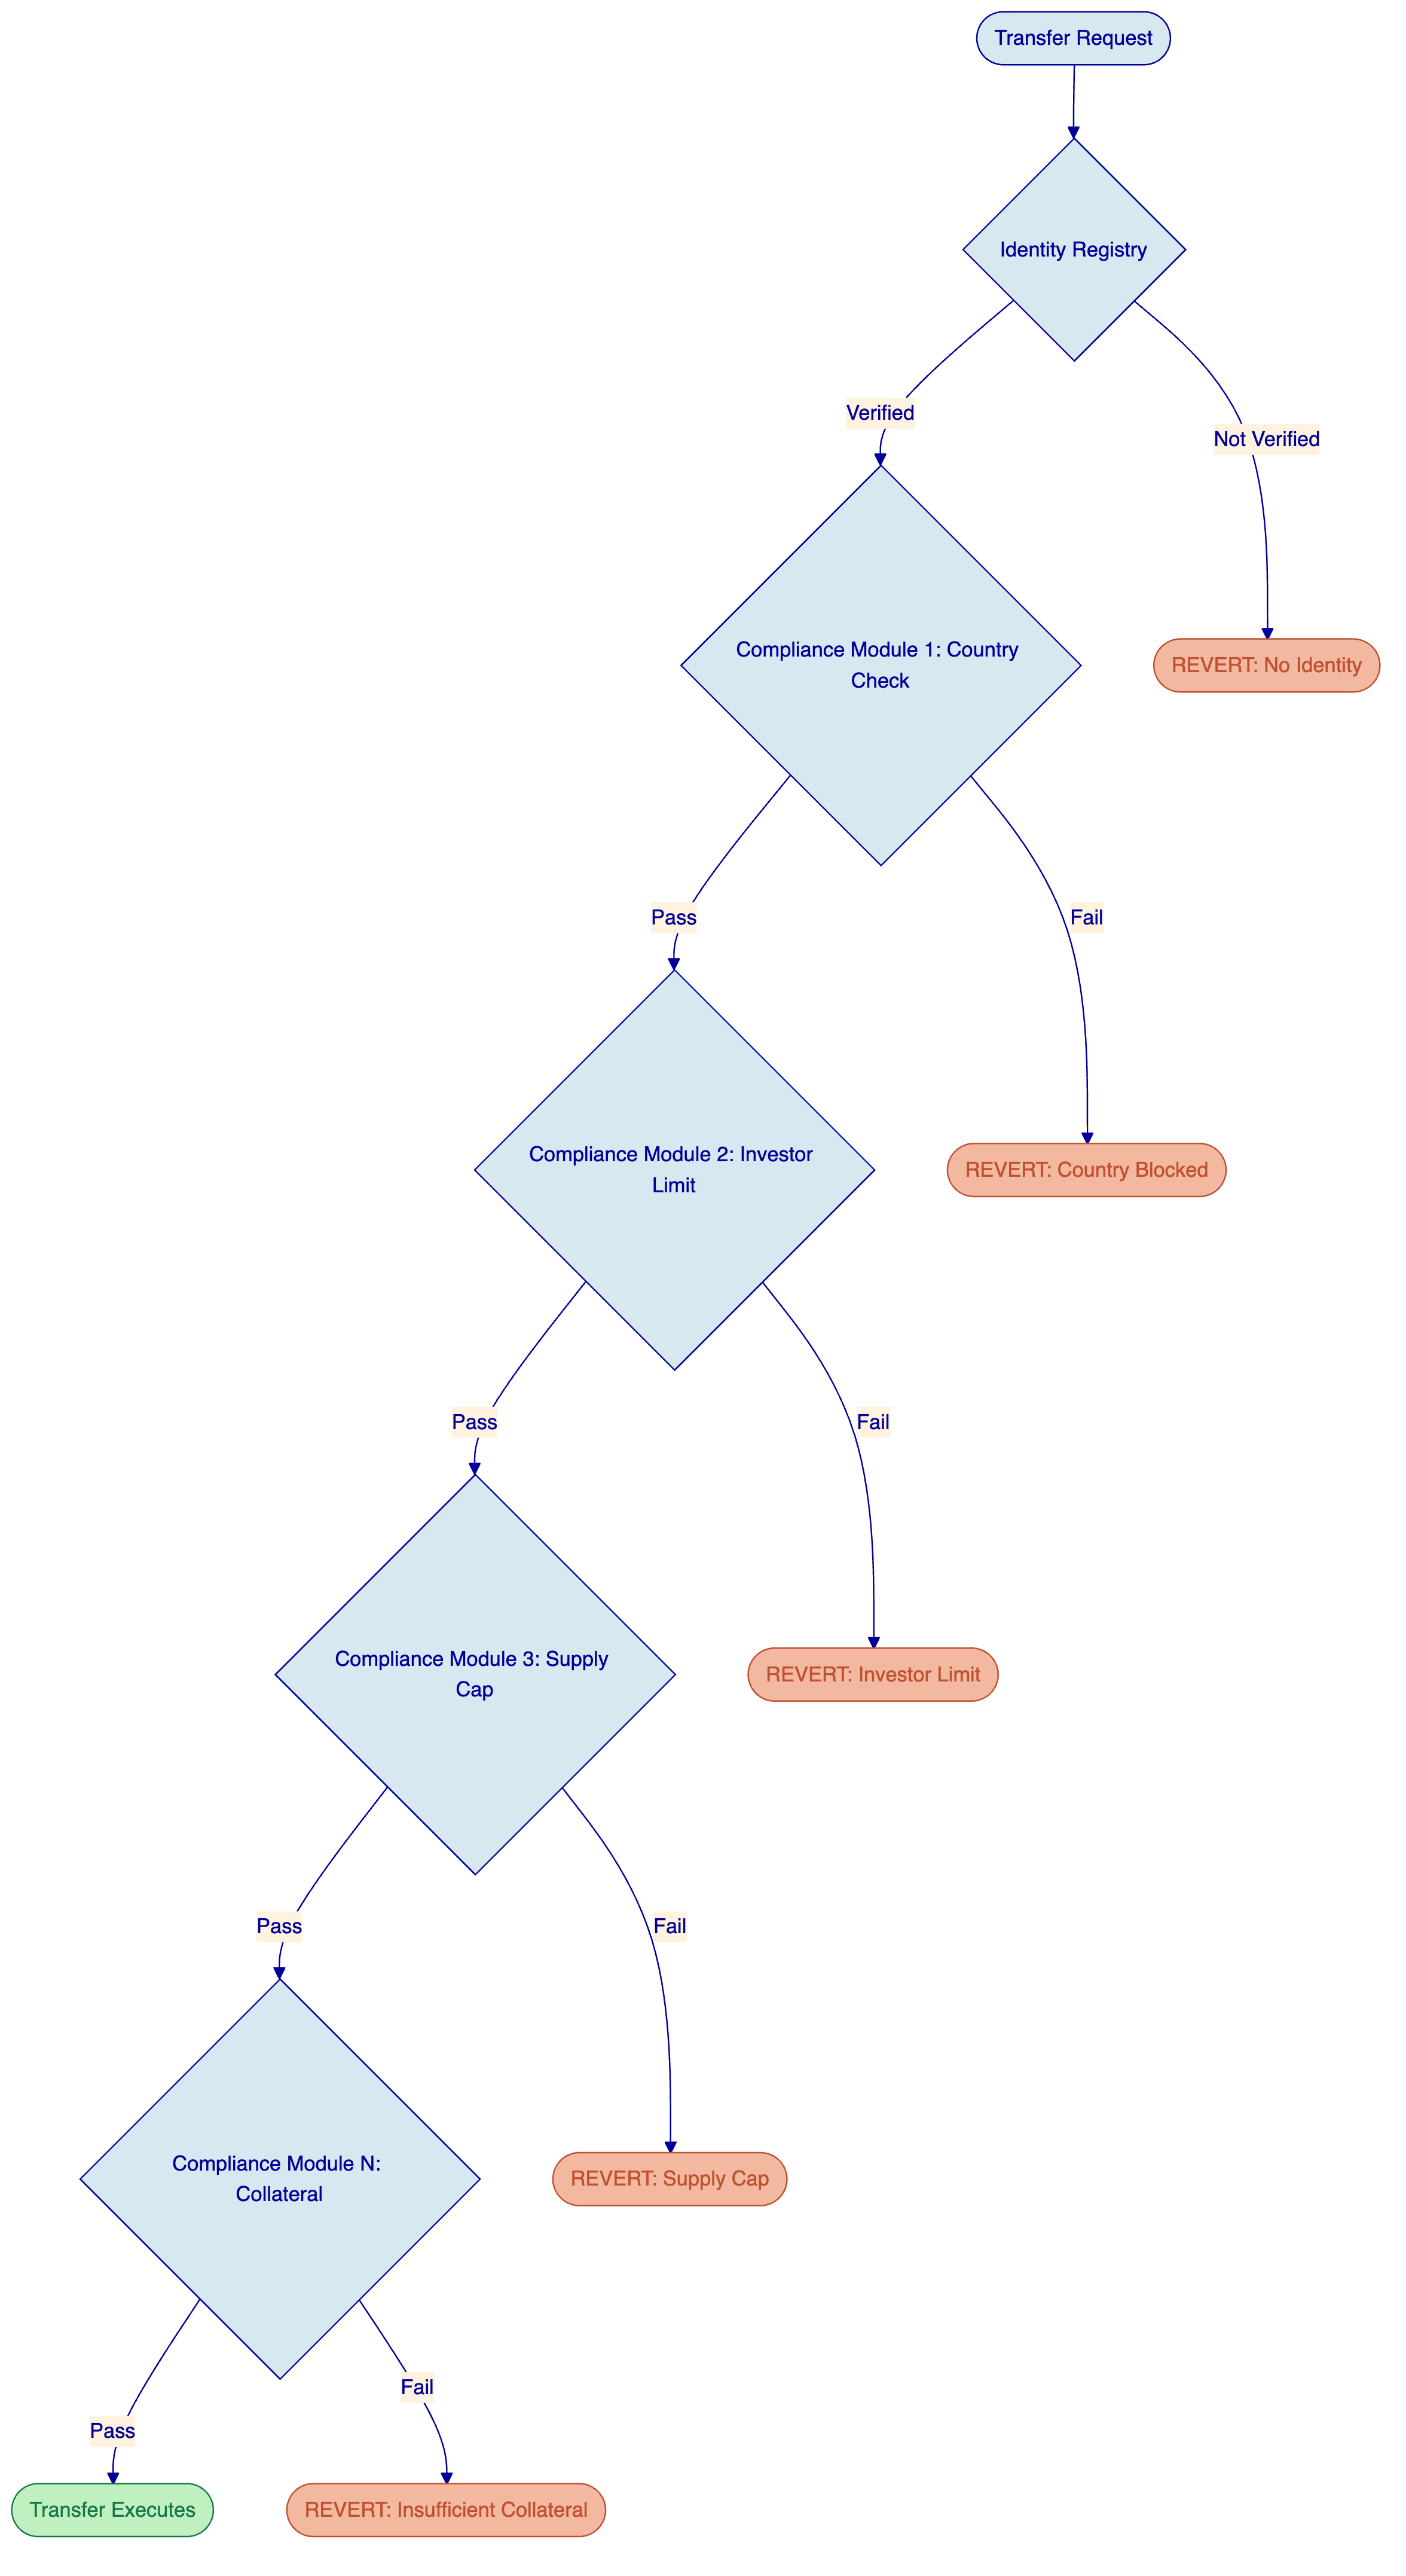 Transfer Request
Identity Registry
Verified
Not Verified
Compliance Module 1: Country
Check
REVERT: No Identity
Pass
Fail
Compliance Module 2: Investor
Limit
REVERT: Country Blocked
Pass
Fail
Compliance Module 3: Supply
Cap
REVERT: Investor Limit
Pass
Fail
Compliance Module N:
Collateral
REVERT: Supply Cap
Fail
Pass
Transfer Executes
REVERT: Insufficient Collateral